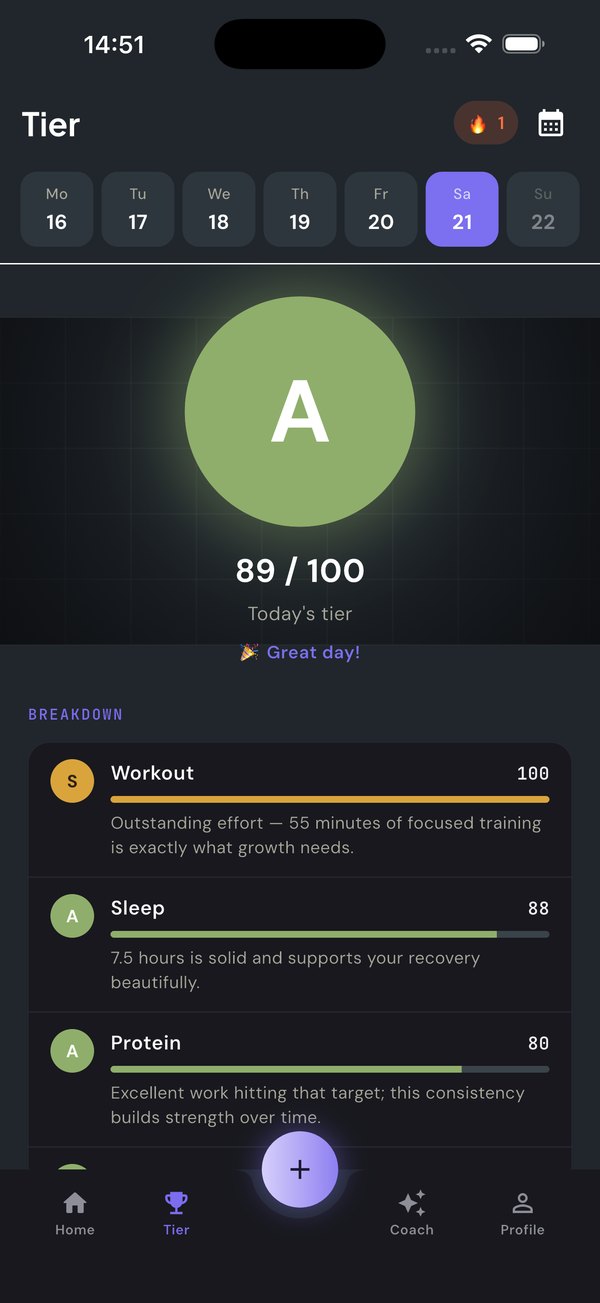 14:51
Tier
🔥 1
Mo Tu We Th Fr Sa Su
16 17 18 19 20 21 22
A
89 / 100
Today's tier
🎉 Great day!
BREAKDOWN
S Workout 100
Outstanding effort — 55 minutes of focused training
is exactly what growth needs.
A Sleep 88
7.5 hours is solid and supports your recovery
beautifully.
A Protein 80
Excellent work hitting that target; this consistency
builds strength over time.
+
Home Tier Coach Profile